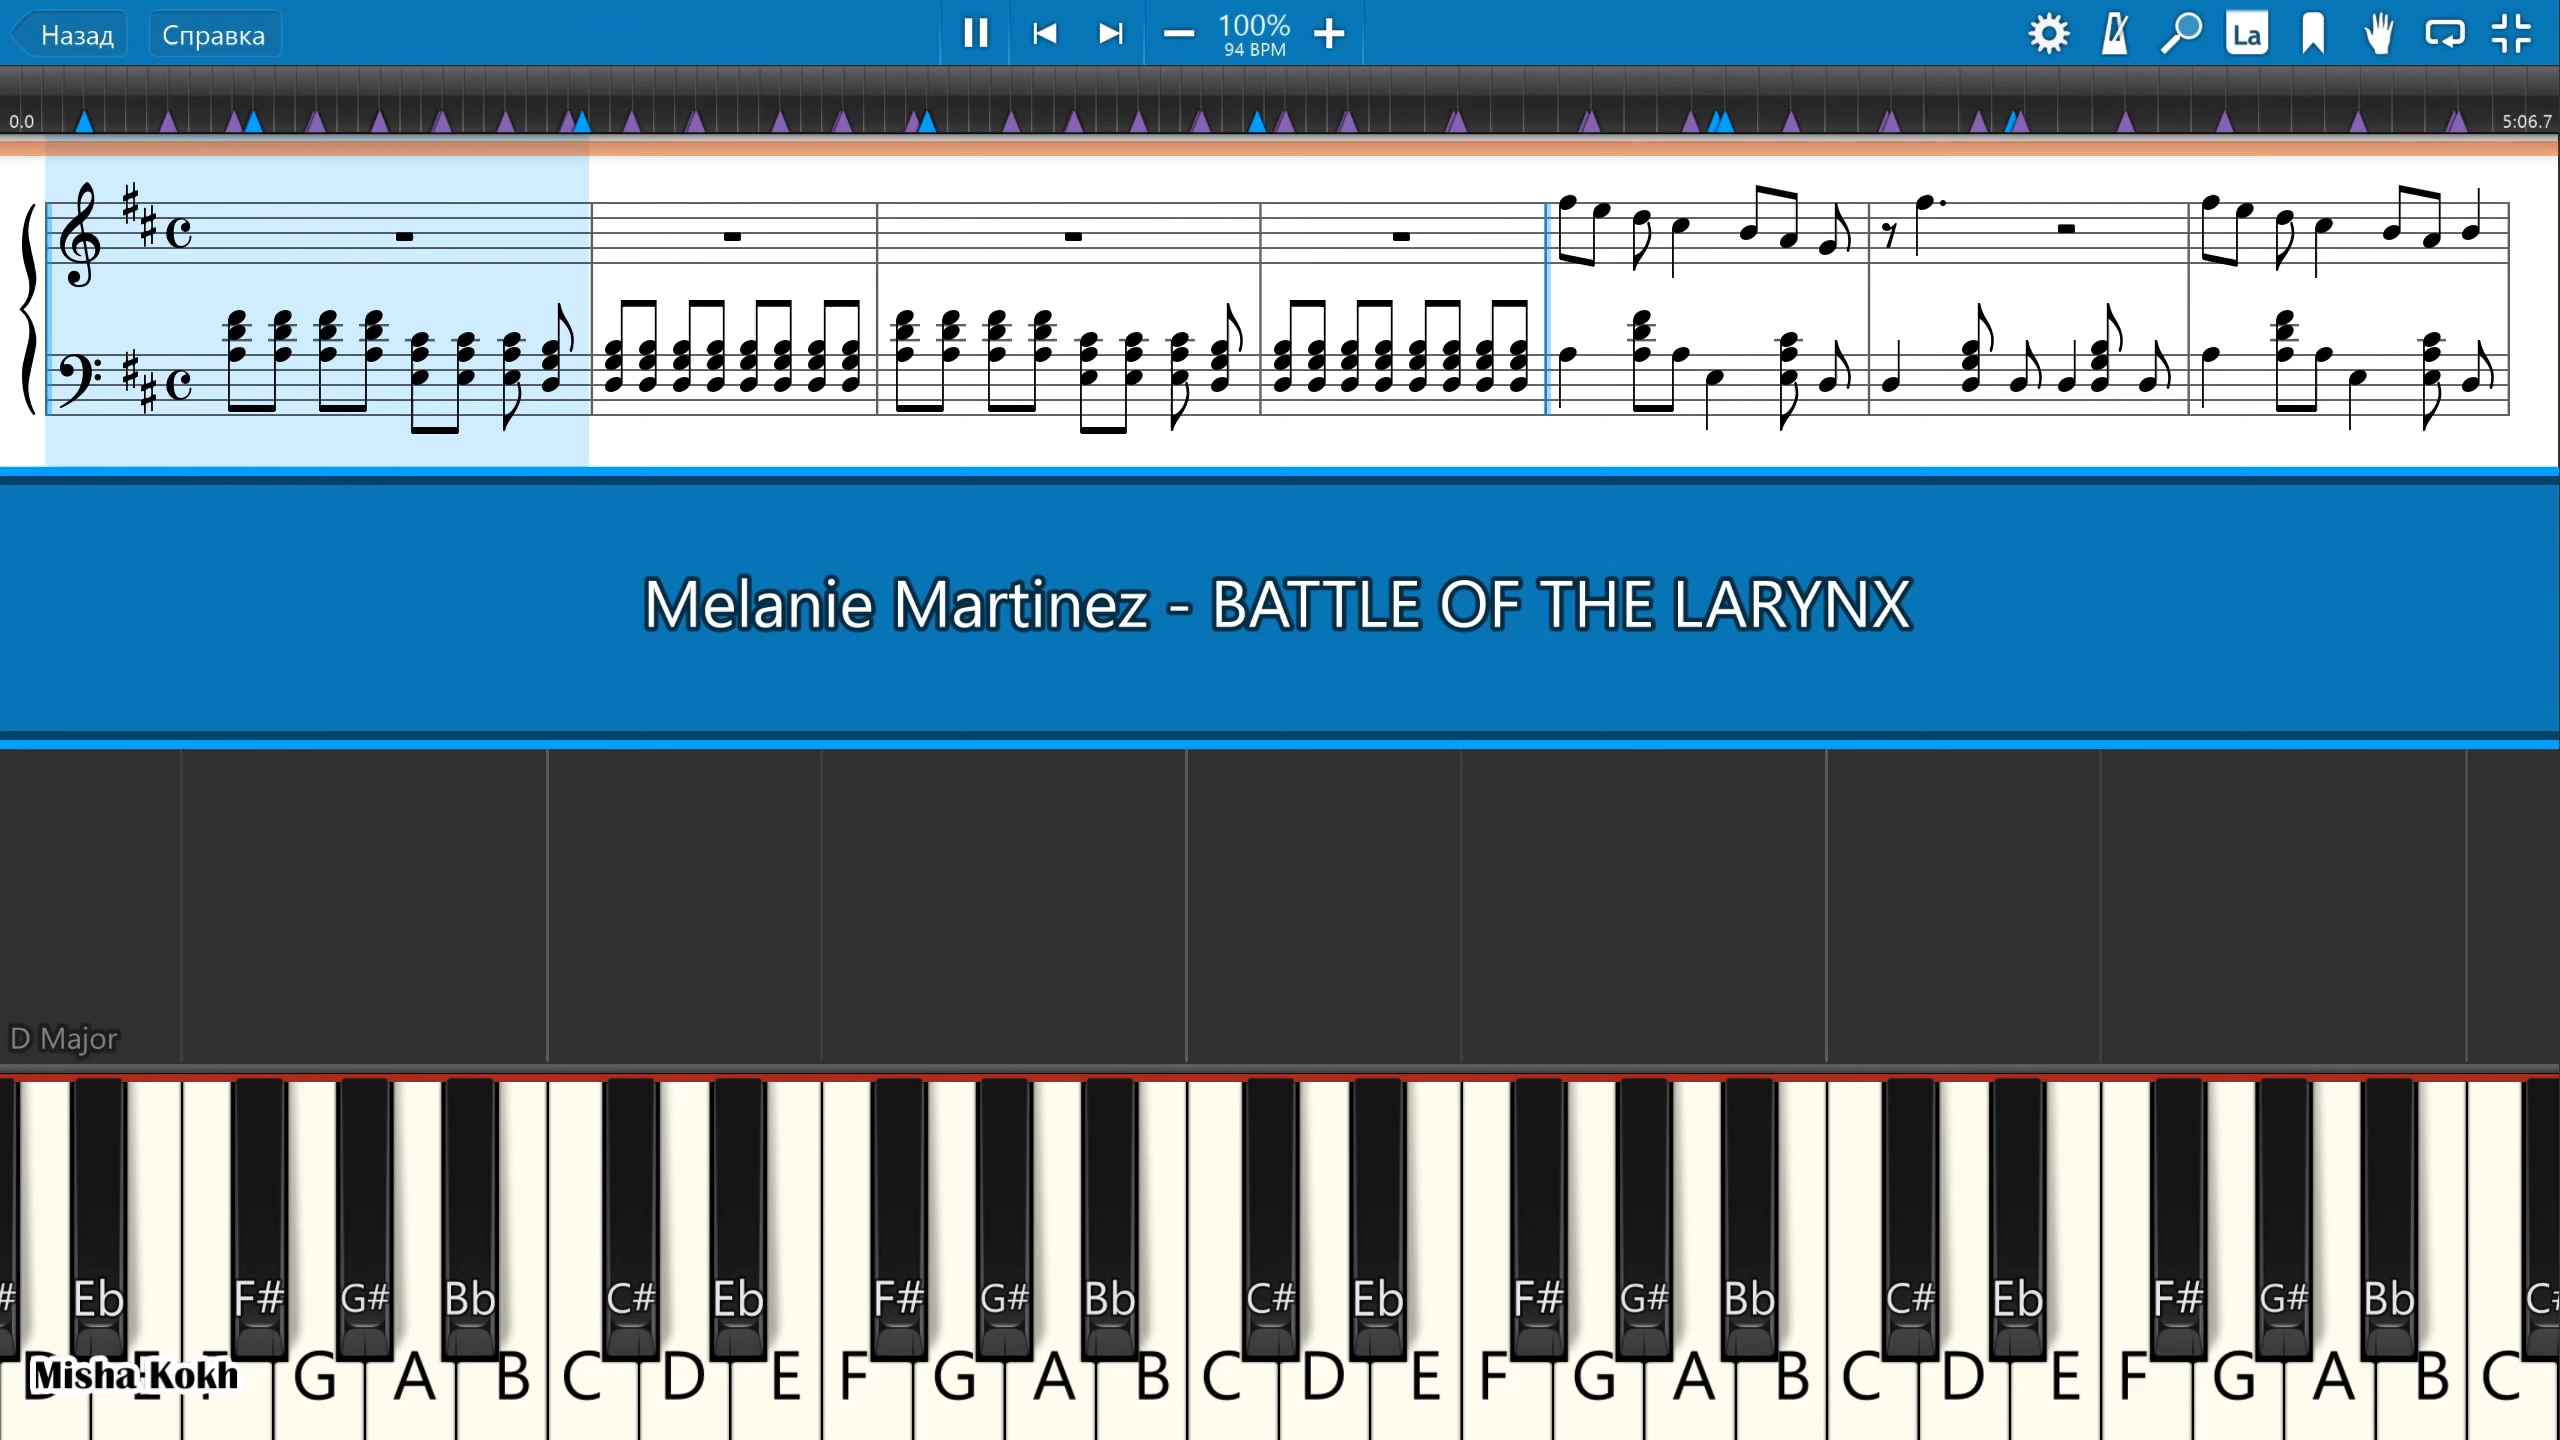 Назад Справка 100% La
94 BPM
0.0 5:06.7
Melanie Martinez - BATTLE OF THE LARYNX
D Major
# Eb F# G# Bb C# Eb F# G# Bb C# Eb F# G# Bb C# Eb F# G# Bb C#
Misha Kokh G A B C D E F G A B C D E F G A B C D E F G A B C